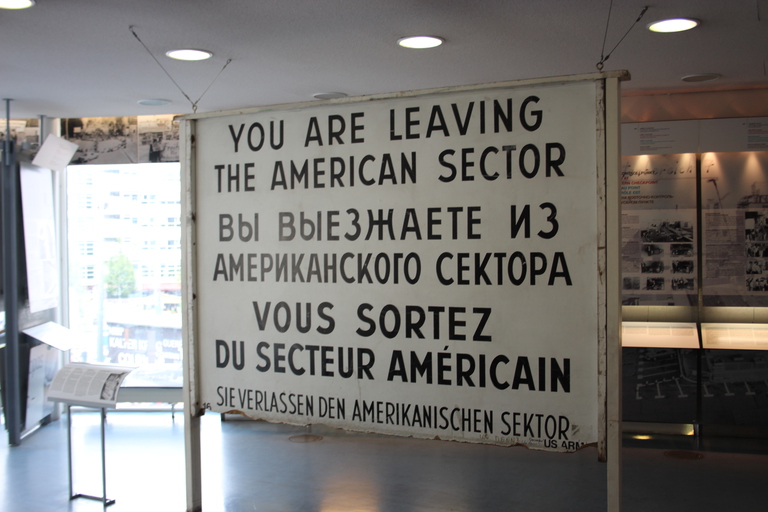 YOU ARE LEAVING
THE AMERICAN SECTOR
ВЫ ВЫЕЗЖАЕТЕ ИЗ
АМЕРИКАНСКОГО СЕКТОРА
VOUS SORTEZ
DU SECTEUR AMÉRICAIN
SIE VERLASSEN DEN AMERIKANISCHEN SEKTOR
US ARM